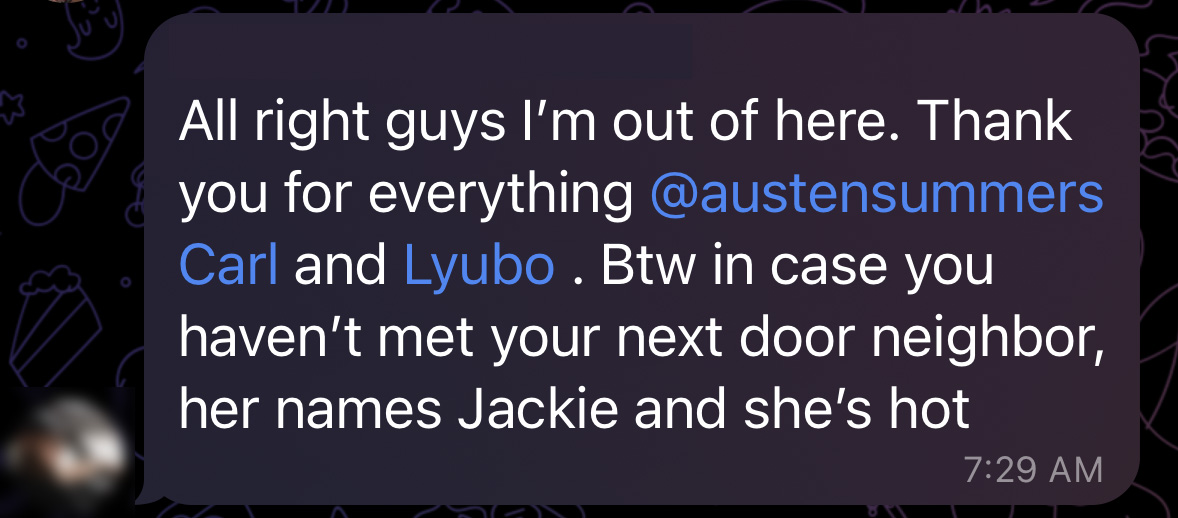 All right guys I’m out of here. Thank
you for everything @austensummers
Carl and Lyubo . Btw in case you
haven’t met your next door neighbor,
her names Jackie and she’s hot
7:29 AM